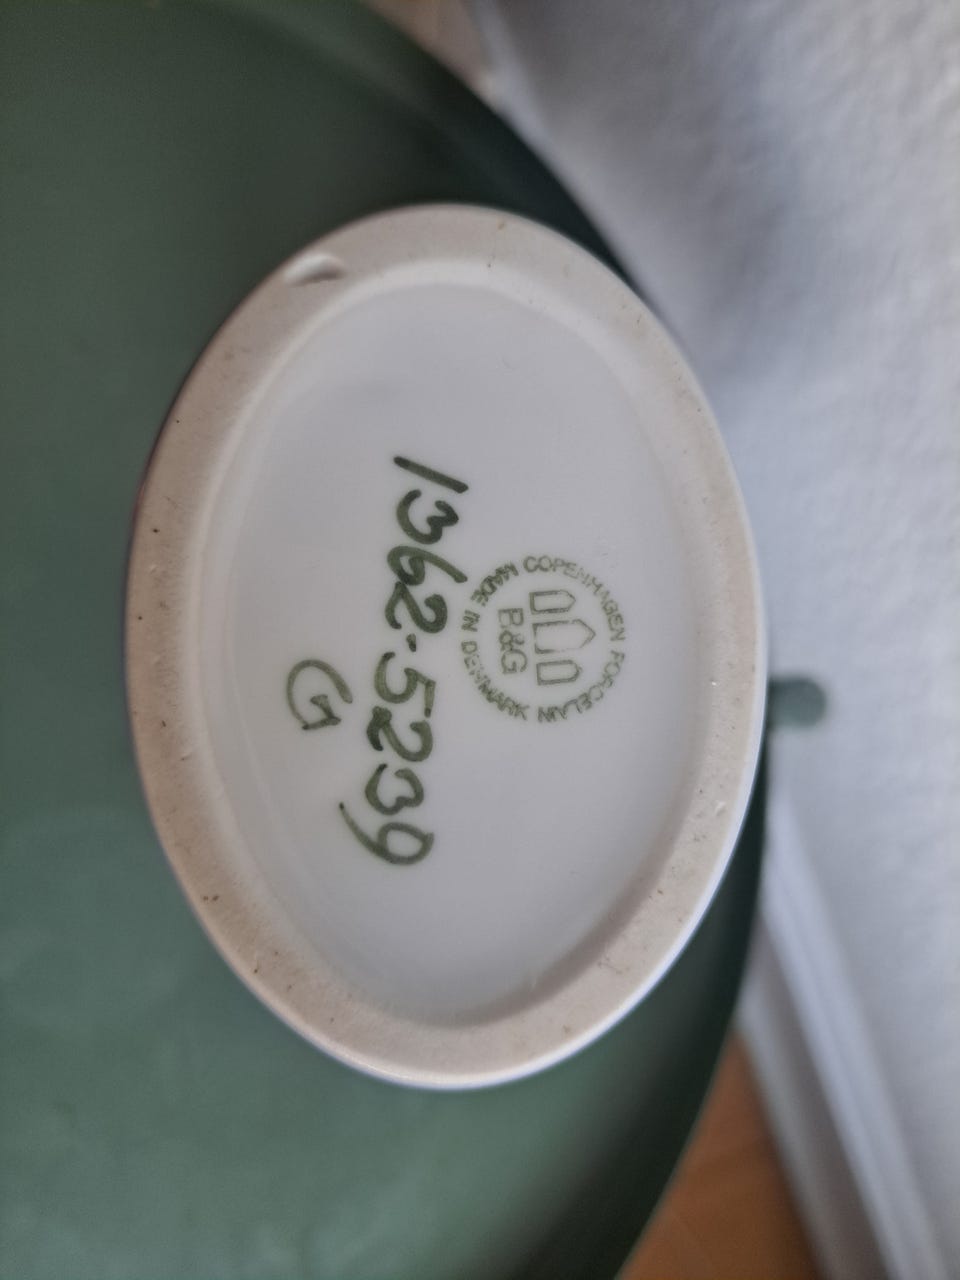 COPENHAGEN PORCELAIN
B&G
MADE IN DENMARK
1362-5239
G